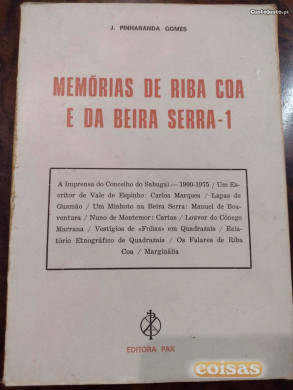 CustoJusto.pt
J. PINHARANDA GOMES
MEMÓRIAS DE RIBA COA
E DA BEIRA SERRA-1
A Imprensa do Concelho do Sabugal — 1900-1975 / Um Es-
critor de Vale de Espinho: Carlos Marques / Lapas de
Gusmão / Um Minhoto na Beira Serra: Manuel de Boa-
ventura / Nuno de Montemor: Cartas / Louvor do Cónego
Marrana / Vestígios de «Folias» em Quadrazais / Rela-
tório Etnográfico de Quadrazais / Os Falares de Riba
Coa / Marginália
EDITORA PAX
coisas